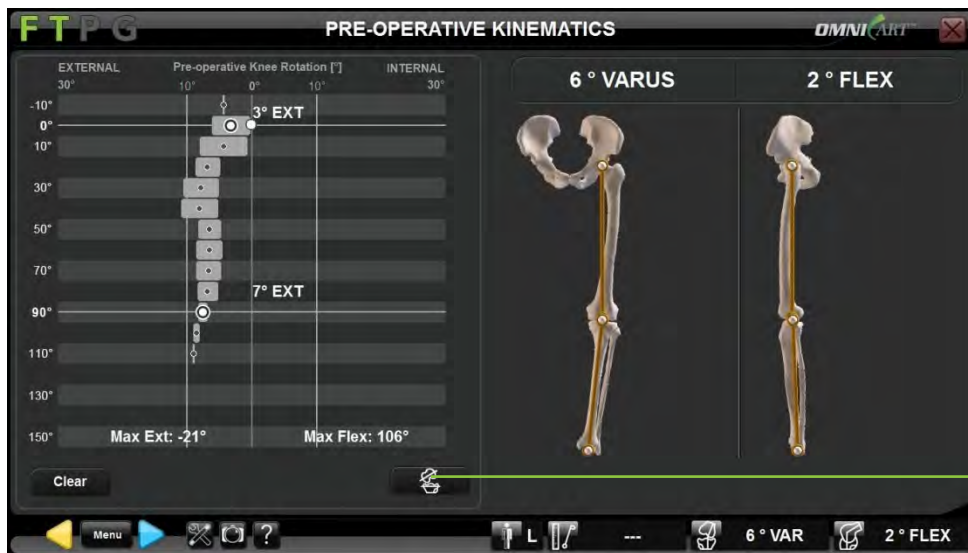 FTPG
PRE-OPERATIVE KINEMATICS
OMNI ART™
EXTERNAL Pre-operative Knee Rotation [°] INTERNAL
30° 10° 0° 10° 30°
-10°
3° EXT
0°
10°
30°
50°
70°
7° EXT
90°
110°
130°
150° Max Ext: -21° Max Flex: 106°
Clear
6 ° VARUS 2 ° FLEX
Menu ? L --- 6 ° VAR 2 ° FLEX